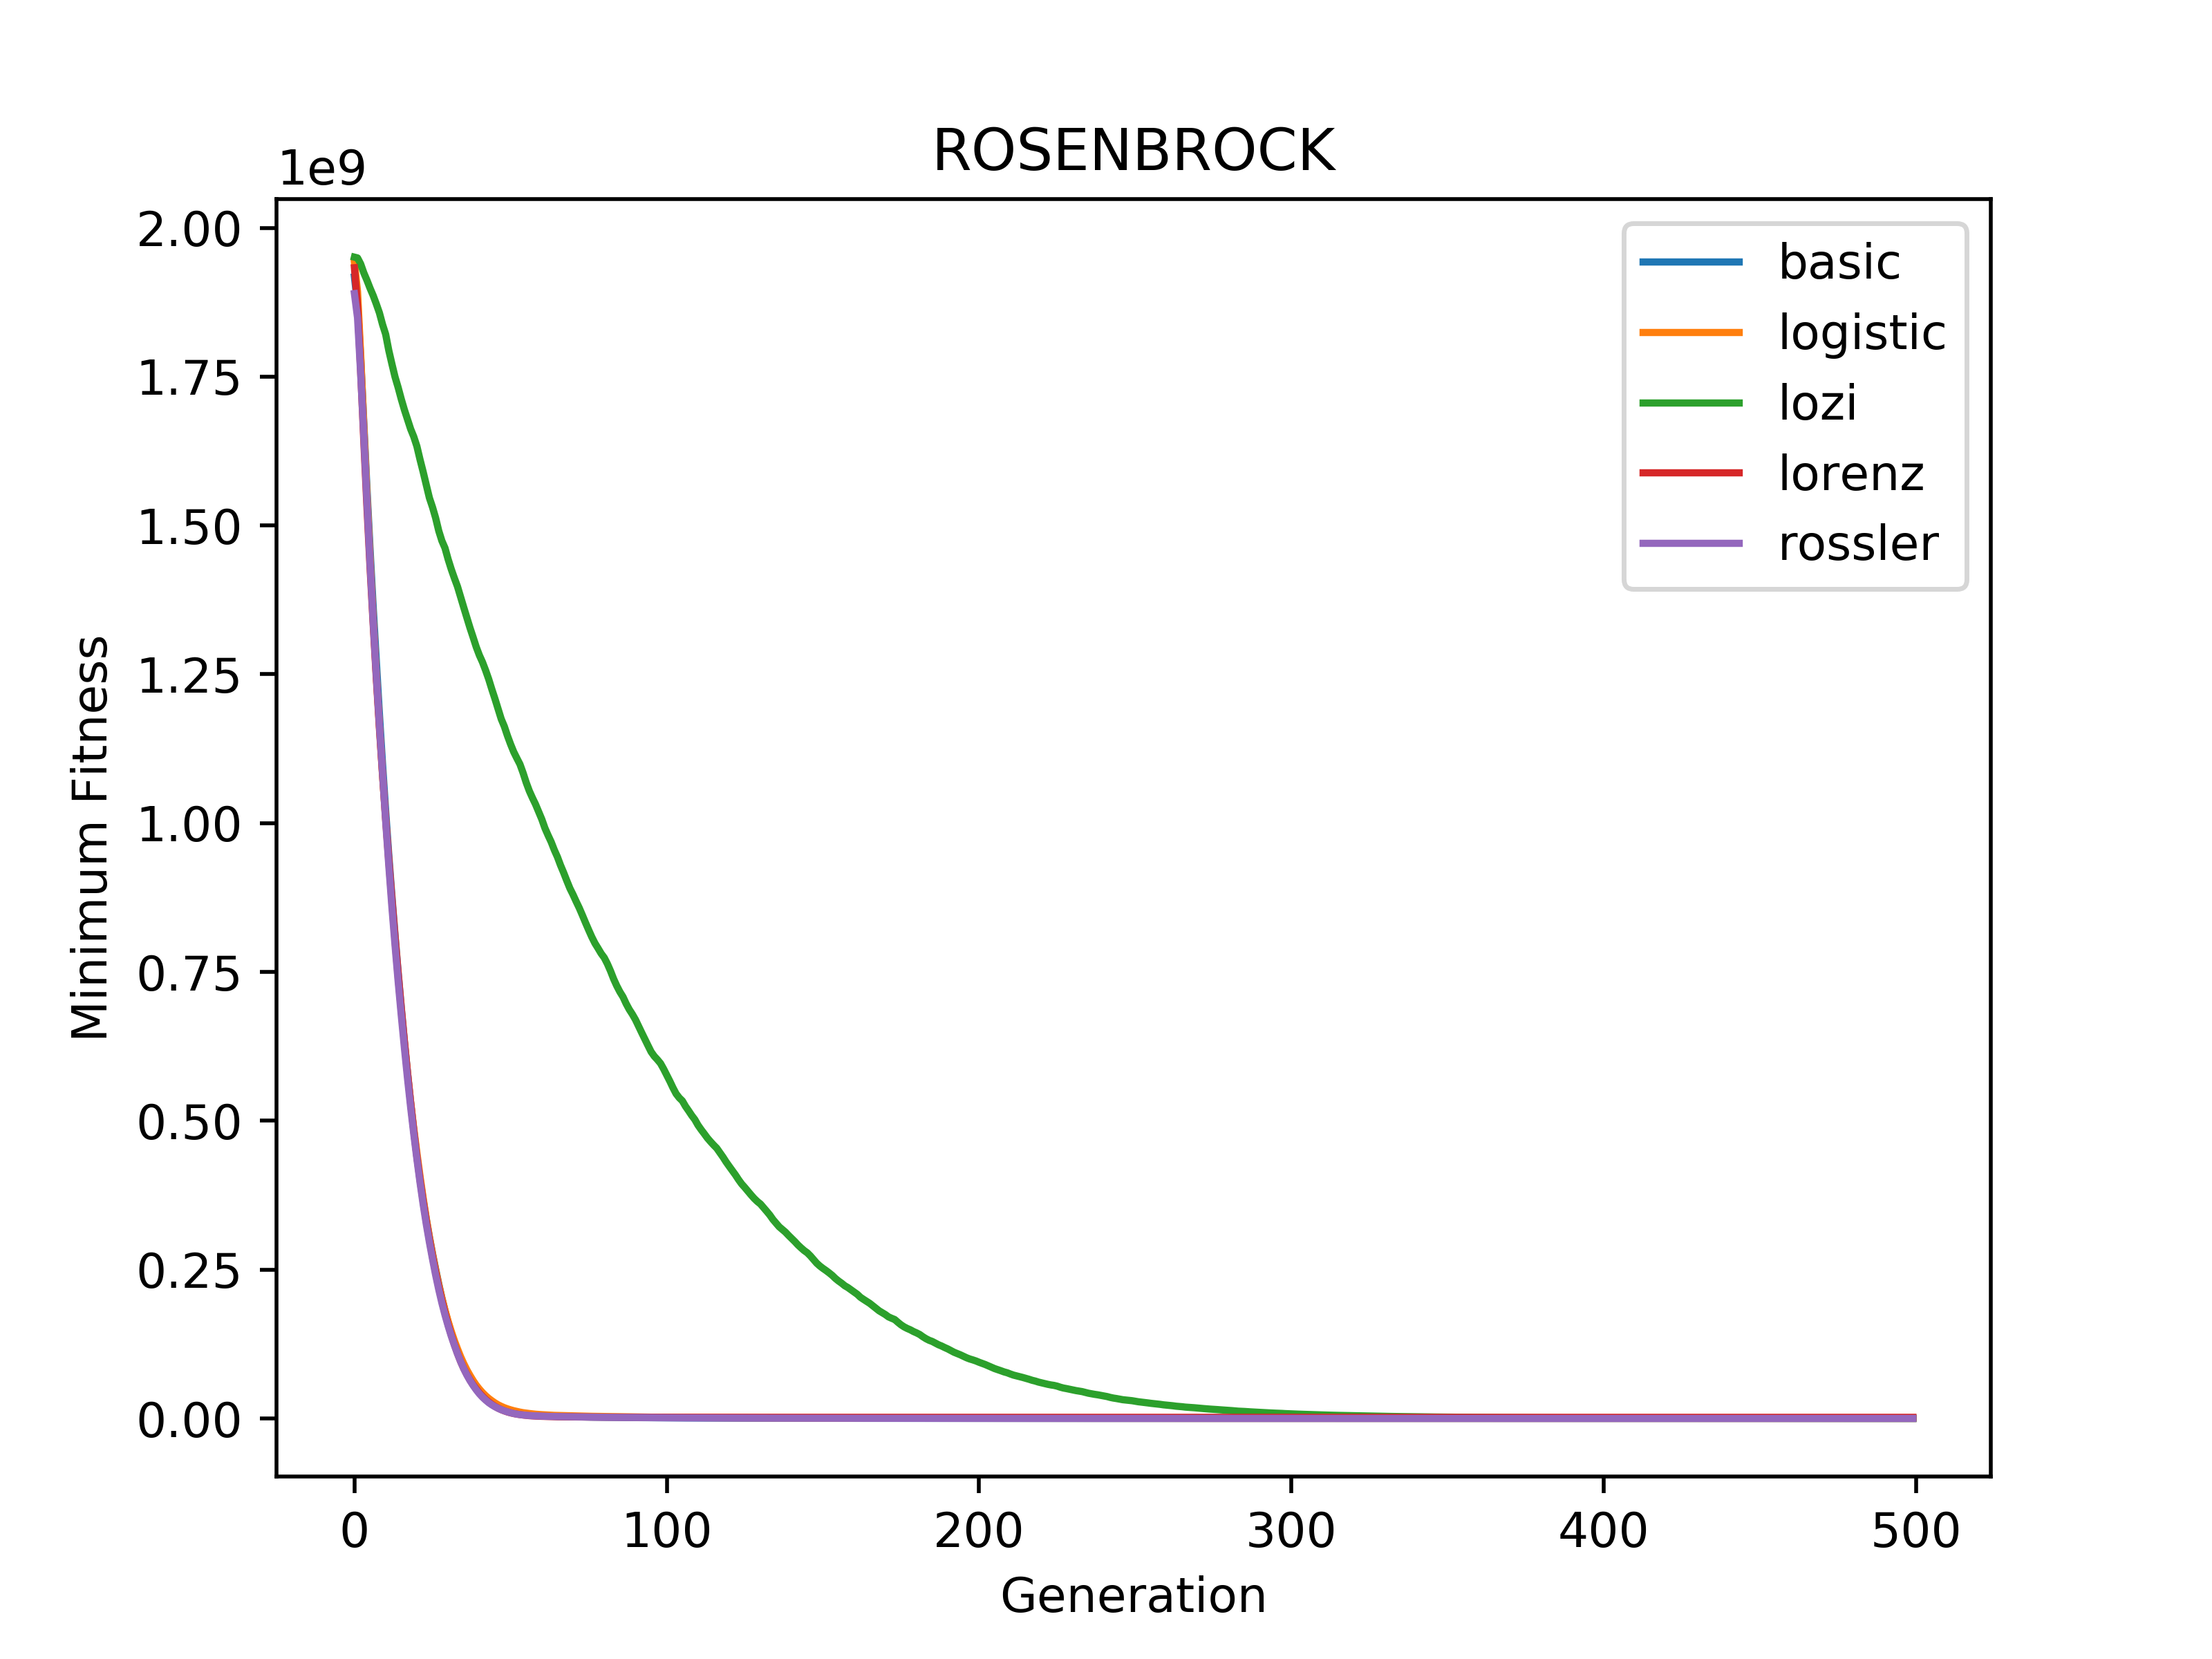 ROSENBROCK
1e9
2.00
1.75
1.50
1.25
1.00
0.75
0.50
0.25
0.00
Minimum Fitness
basic
logistic
lozi
lorenz
rossler
0 100 200 300 400 500
Generation